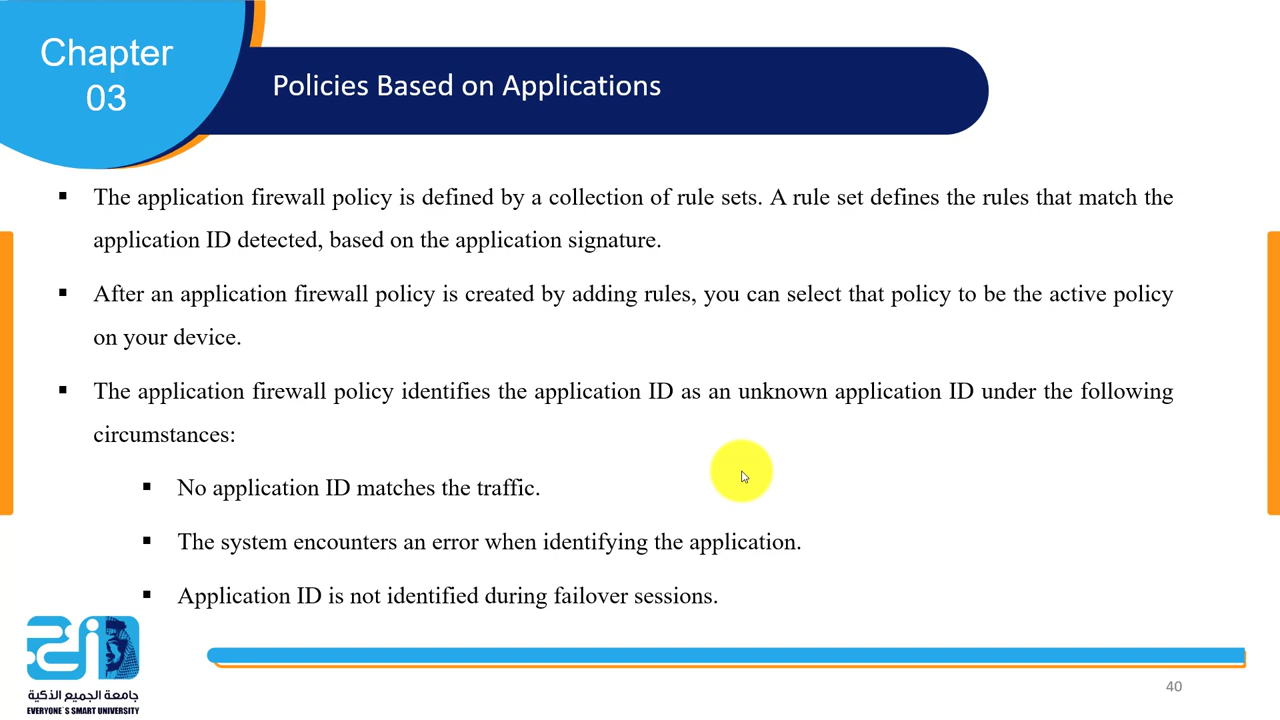 Chapter
03
Policies Based on Applications
▪ The application firewall policy is defined by a collection of rule sets. A rule set defines the rules that match the
application ID detected, based on the application signature.
▪ After an application firewall policy is created by adding rules, you can select that policy to be the active policy
on your device.
▪ The application firewall policy identifies the application ID as an unknown application ID under the following
circumstances:
▪ No application ID matches the traffic.
▪ The system encounters an error when identifying the application.
▪ Application ID is not identified during failover sessions.
جامعة الجميع الذكية
EVERYONE`S SMART UNIVERSITY
40